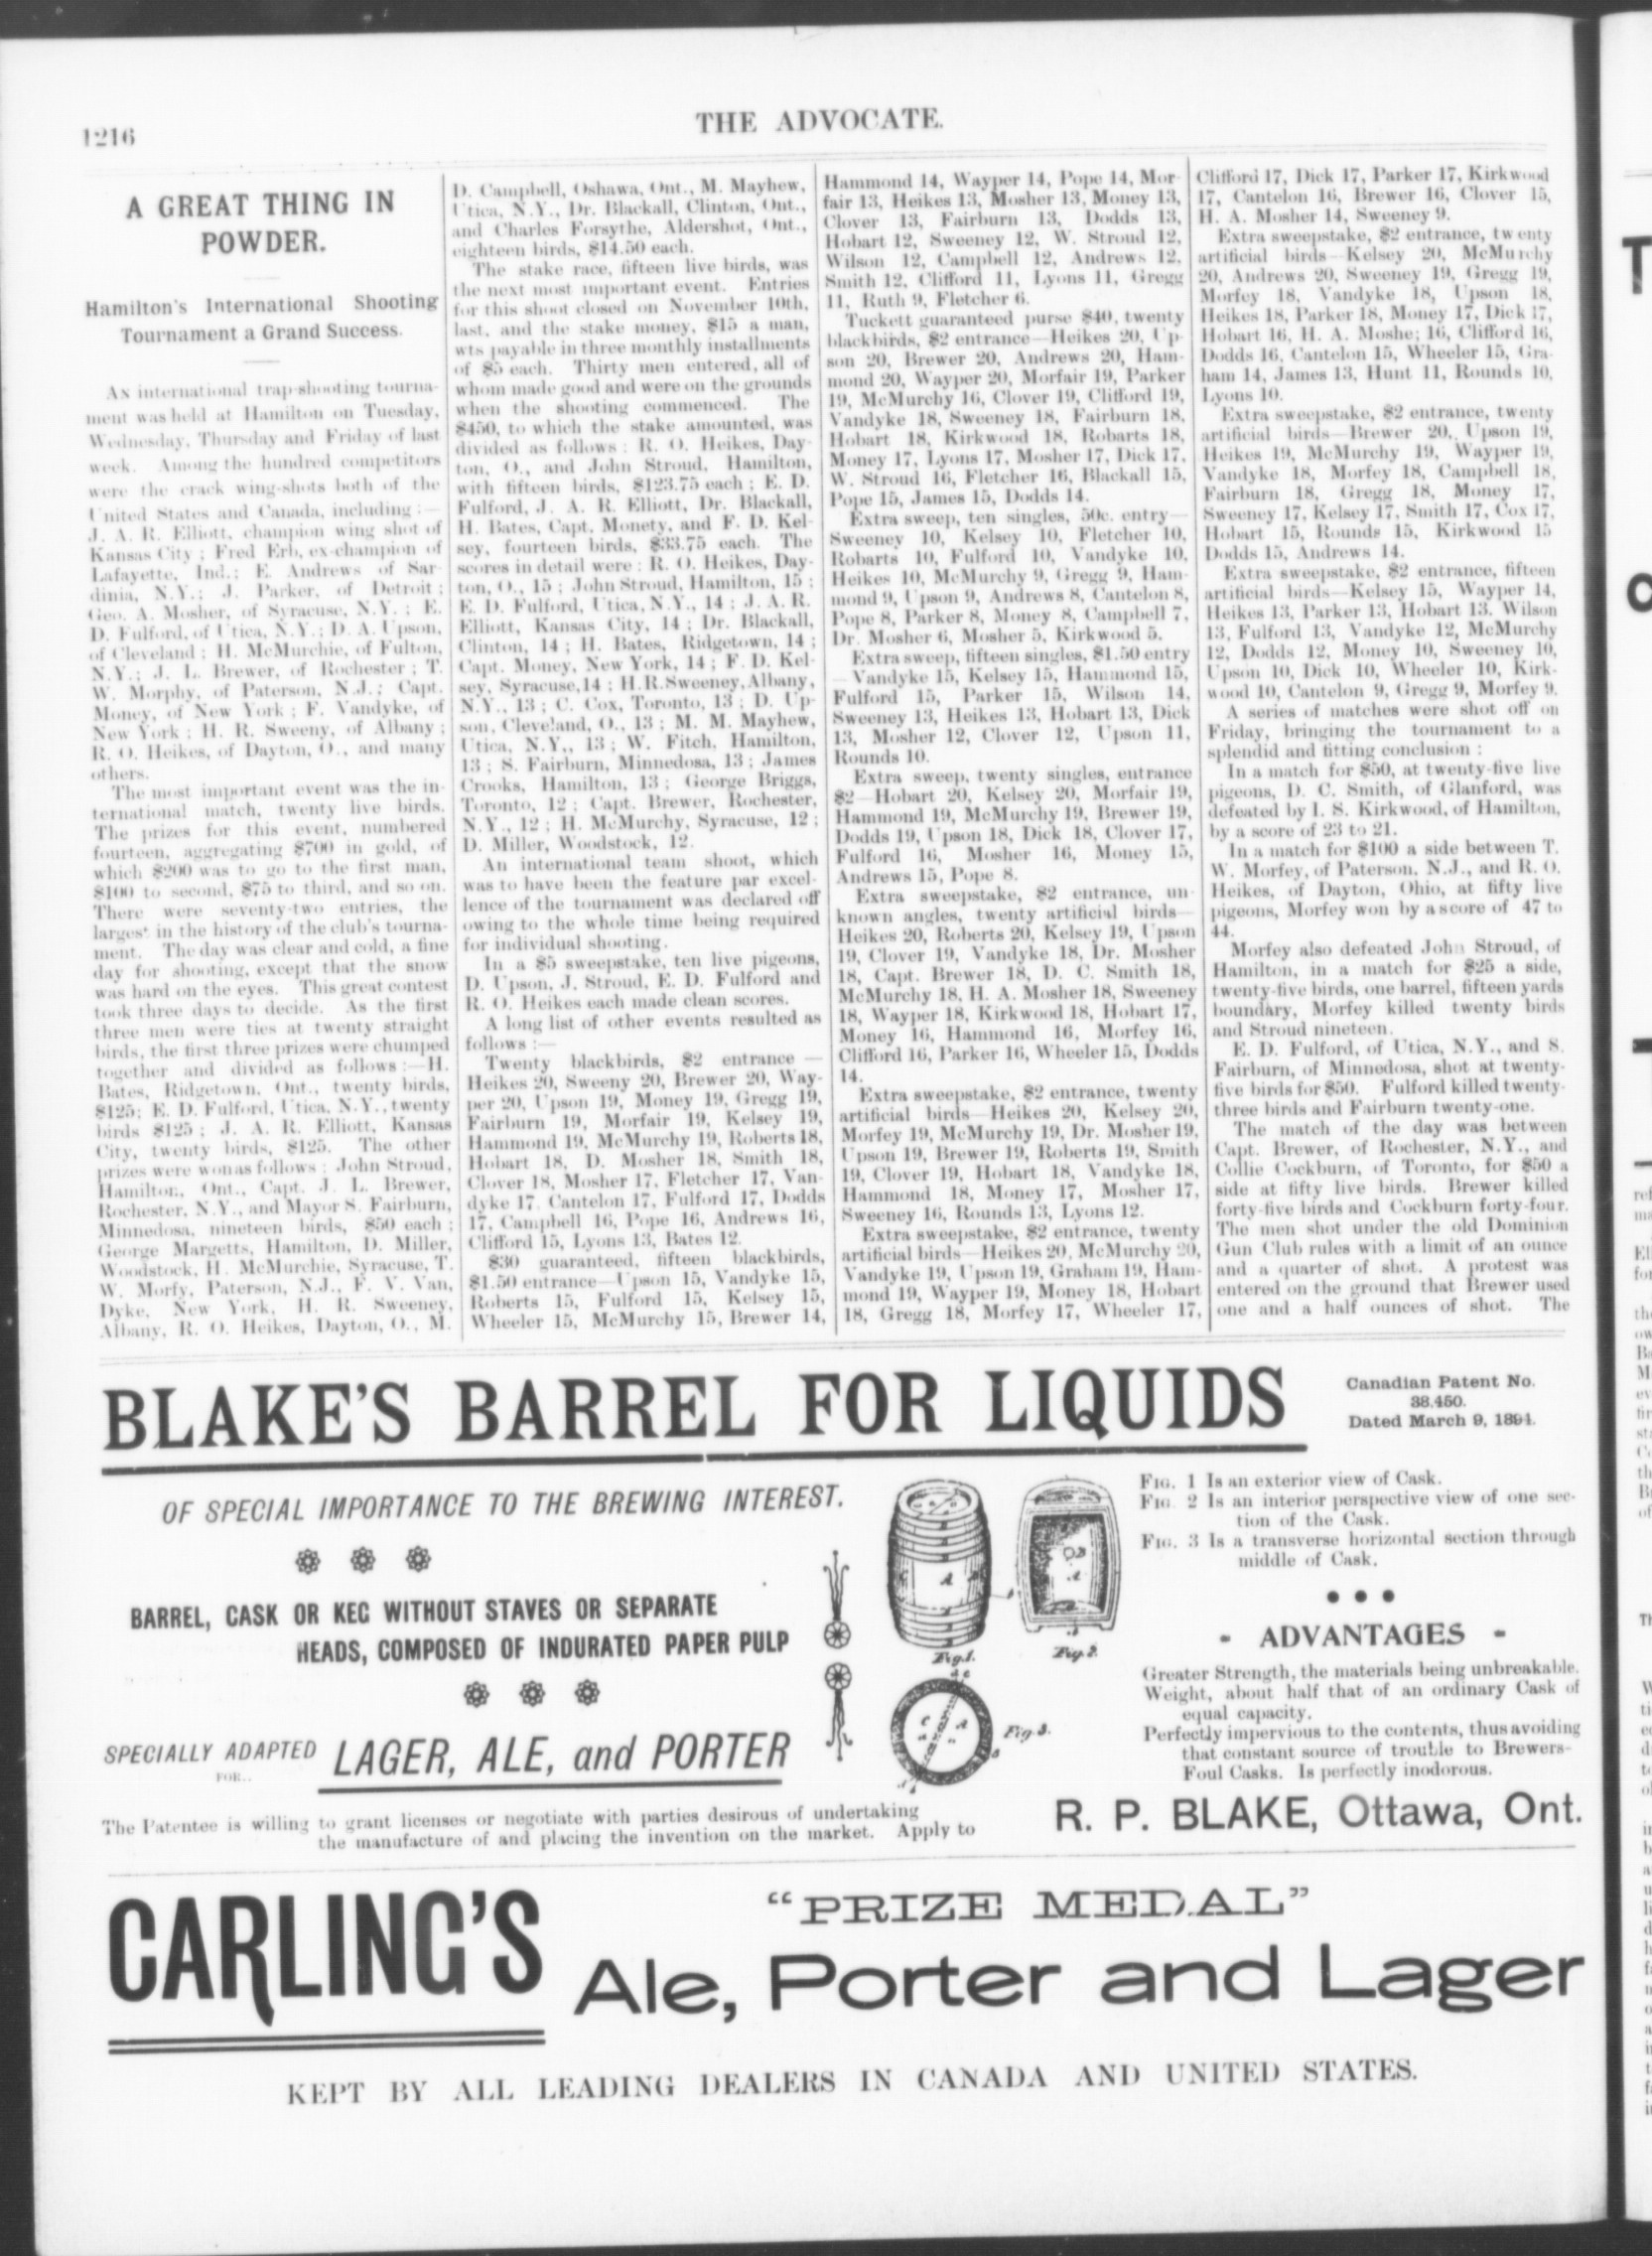 1216
THE ADVOCATE.
A GREAT THING IN
POWDER.
Hamilton's International Shooting
Tournament a Grand Success.
AN international trap-shooting tourna-
ment was held at Hamilton on Tuesday,
Wednesday, Thursday and Friday of last
week. Among the hundred competitors
were the crack wing-shots both of the
United States and Canada, including :—
J. A. R. Elliott, champion wing shot of
Kansas City ; Fred Erb, ex-champion of
Lafayette, Ind.; E. Andrews of Sar-
dinia, N.Y.; J. Parker, of Detroit ;
Geo. A. Mosher, of Syracuse, N.Y. ; E.
D. Fulford, of Utica, N.Y.; D. A. Upson,
of Cleveland ; H. McMurchie, of Fulton,
N.Y.; J. L. Brewer, of Rochester ; T.
W. Morphy, of Paterson, N.J.; Capt.
Money, of New York ; F. Vandyke, of
New York ; H. R. Sweeny, of Albany ;
R. O. Heikes, of Dayton, O., and many
others.
The most important event was the in-
ternational match, twenty live birds.
The prizes for this event, numbered
fourteen, aggregating $700 in gold, of
which $200 was to go to the first man,
$100 to second, $75 to third, and so on.
There were seventy-two entries, the
largest in the history of the club's tourna-
ment. The day was clear and cold, a fine
day for shooting, except that the snow
was hard on the eyes. This great contest
took three days to decide. As the first
three men were ties at twenty straight
birds, the first three prizes were chumped
together and divided as follows :—H.
Bates, Ridgetown, Ont., twenty birds,
$125; E. D. Fulford, Utica, N.Y., twenty
birds $125 ; J. A. R. Elliott, Kansas
City, twenty birds, $125. The other
prizes were won as follows : John Stroud,
Hamilton, Ont., Capt. J. L. Brewer,
Rochester, N.Y., and Mayor S. Fairburn,
Minnedosa, nineteen birds, $50 each ;
George Margetts, Hamilton, D. Miller,
Woodstock, H. McMurchie, Syracuse, T.
W. Morfy, Paterson, N.J., F. V. Van,
Dyke, New York, H. R. Sweeney,
Albany, R. O. Heikes, Dayton, O., M.
D. Campbell, Oshawa, Ont., M. Mayhew,
Utica, N.Y., Dr. Blackall, Clinton, Ont.,
and Charles Forsythe, Aldershot, Ont.,
eighteen birds, $14.50 each.
The stake race, fifteen live birds, was
the next most important event. Entries
for this shoot closed on November 10th,
last, and the stake money, $15 a man,
wts payable in three monthly installments
of $5 each. Thirty men entered, all of
whom made good and were on the grounds
when the shooting commenced. The
$450, to which the stake amounted, was
divided as follows : R. O. Heikes, Day-
ton, O., and John Stroud, Hamilton,
with fifteen birds, $123.75 each ; E. D.
Fulford, J. A. R. Elliott, Dr. Blackall,
H. Bates, Capt. Monety, and F. D. Kel-
sey, fourteen birds, $33.75 each. The
scores in detail were : R. O. Heikes, Day-
ton, O., 15 ; John Stroud, Hamilton, 15 ;
E. D. Fulford, Utica, N.Y., 14 ; J. A. R.
Elliott, Kansas City, 14 ; Dr. Blackall,
Clinton, 14 ; H. Bates, Ridgetown, 14 ;
Capt. Money, New York, 14 ; F. D. Kel-
sey, Syracuse, 14 ; H. R. Sweeney, Albany,
N.Y., 13 ; C. Cox, Toronto, 13 ; D. Up-
son, Cleveland, O., 13 ; M. M. Mayhew,
Utica, N.Y., 13 ; W. Fitch, Hamilton,
13 ; S. Fairburn, Minnedosa, 13 ; James
Crooks, Hamilton, 13 ; George Briggs,
Toronto, 12 ; Capt. Brewer, Rochester,
N.Y., 12 ; H. McMurchy, Syracuse, 12 ;
D. Miller, Woodstock, 12.
An international team shoot, which
was to have been the feature par excel-
lence of the tournament was declared off
owing to the whole time being required
for individual shooting.
In a $5 sweepstake, ten live pigeons,
D. Upson, J. Stroud, E. D. Fulford and
R. O. Heikes each made clean scores.
A long list of other events resulted as
follows :—
Twenty blackbirds, $2 entrance —
Heikes 20, Sweeny 20, Brewer 20, Way-
per 20, Upson 19, Money 19, Gregg 19,
Fairburn 19, Morfair 19, Kelsey 19,
Hammond 19, McMurchy 19, Roberts 18,
Hobart 18, D. Mosher 18, Smith 18,
Clover 18, Mosher 17, Fletcher 17, Van-
dyke 17, Cantelon 17, Fulford 17, Dodds
17, Campbell 16, Pope 16, Andrews 16,
Clifford 15, Lyons 13, Bates 12.
$30 guaranteed, fifteen blackbirds,
$1.50 entrance—Upson 15, Vandyke 15,
Roberts 15, Fulford 15, Kelsey 15,
Wheeler 15, McMurchy 15, Brewer 14,
Hammond 14, Wayper 14, Pope 14, Mor-
fair 13, Heikes 13, Mosher 13, Money 13,
Clover 13, Fairburn 13, Dodds 13,
Hobart 12, Sweeney 12, W. Stroud 12,
Wilson 12, Campbell 12, Andrews 12,
Smith 12, Clifford 11, Lyons 11, Gregg
11, Ruth 9, Fletcher 6.
Tuckett guaranteed purse $40, twenty
blackbirds, $2 entrance—Heikes 20, Up-
son 20, Brewer 20, Andrews 20, Ham-
mond 20, Wayper 20, Morfair 19, Parker
19, McMurchy 16, Clover 19, Clifford 19,
Vandyke 18, Sweeney 18, Fairburn 18,
Hobart 18, Kirkwood 18, Robarts 18,
Money 17, Lyons 17, Mosher 17, Dick 17,
W. Stroud 16, Fletcher 16, Blackall 15,
Pope 15, James 15, Dodds 14.
Extra sweep, ten singles, 50c. entry—
Sweeney 10, Kelsey 10, Fletcher 10,
Robarts 10, Fulford 10, Vandyke 10,
Heikes 10, McMurchy 9, Gregg 9, Ham-
mond 9, Upson 9, Andrews 8, Cantelon 8,
Pope 8, Parker 8, Money 8, Campbell 7,
Dr. Mosher 6, Mosher 5, Kirkwood 5.
Extra sweep, fifteen singles, $1.50 entry
—Vandyke 15, Kelsey 15, Hammond 15,
Fulford 15, Parker 15, Wilson 14,
Sweeney 13, Heikes 13, Hobart 13, Dick
13, Mosher 12, Clover 12, Upson 11,
Rounds 10.
Extra sweep, twenty singles, entrance
$2—Hobart 20, Kelsey 20, Morfair 19,
Hammond 19, McMurchy 19, Brewer 19,
Dodds 19, Upson 18, Dick 18, Clover 17,
Fulford 16, Mosher 16, Money 15,
Andrews 15, Pope 8.
Extra sweepstake, $2 entrance, un-
known angles, twenty artificial birds—
Heikes 20, Roberts 20, Kelsey 19, Upson
19, Clover 19, Vandyke 18, Dr. Mosher
18, Capt. Brewer 18, D. C. Smith 18,
McMurchy 18, H. A. Mosher 18, Sweeney
18, Wayper 18, Kirkwood 18, Hobart 17,
Money 16, Hammond 16, Morfey 16,
Clifford 16, Parker 16, Wheeler 15, Dodds
14.
Extra sweepstake, $2 entrance, twenty
artificial birds—Heikes 20, Kelsey 20,
Morfey 19, McMurchy 19, Dr. Mosher 19,
Upson 19, Brewer 19, Roberts 19, Smith
19, Clover 19, Hobart 18, Vandyke 18,
Hammond 18, Money 17, Mosher 17,
Sweeney 16, Rounds 13, Lyons 12.
Extra sweepstake, $2 entrance, twenty
artificial birds—Heikes 20, McMurchy 20,
Vandyke 19, Upson 19, Graham 19, Ham-
mond 19, Wayper 19, Money 18, Hobart
18, Gregg 18, Morfey 17, Wheeler 17,
Clifford 17, Dick 17, Parker 17, Kirkwood
17, Cantelon 16, Brewer 16, Clover 15,
H. A. Mosher 14, Sweeney 9.
Extra sweepstake, $2 entrance, twenty
artificial birds—Kelsey 20, McMurchy
20, Andrews 20, Sweeney 19, Gregg 19,
Morfey 18, Vandyke 18, Upson 18,
Heikes 18, Parker 18, Money 17, Dick 17,
Hobart 16, H. A. Moshe; 16, Clifford 16,
Dodds 16, Cantelon 15, Wheeler 15, Gra-
ham 14, James 13, Hunt 11, Rounds 10,
Lyons 10.
Extra sweepstake, $2 entrance, twenty
artificial birds—Brewer 20,. Upson 19,
Heikes 19, McMurchy 19, Wayper 19,
Vandyke 18, Morfey 18, Campbell 18,
Fairburn 18, Gregg 18, Money 17,
Sweeney 17, Kelsey 17, Smith 17, Cox 17,
Hobart 15, Rounds 15, Kirkwood 15
Dodds 15, Andrews 14.
Extra sweepstake, $2 entrance, fifteen
artificial birds—Kelsey 15, Wayper 14,
Heikes 13, Parker 13, Hobart 13. Wilson
13, Fulford 13, Vandyke 12, McMurchy
12, Dodds 12, Money 10, Sweeney 10,
Upson 10, Dick 10, Wheeler 10, Kirk-
wood 10, Cantelon 9, Gregg 9, Morfey 9.
A series of matches were shot off on
Friday, bringing the tournament to a
splendid and fitting conclusion :
In a match for $50, at twenty-five live
pigeons, D. C. Smith, of Glanford, was
defeated by I. S. Kirkwood, of Hamilton,
by a score of 23 to 21.
In a match for $100 a side between T.
W. Morfey, of Paterson, N.J., and R. O.
Heikes, of Dayton, Ohio, at fifty live
pigeons, Morfey won by a score of 47 to
44.
Morfey also defeated John Stroud, of
Hamilton, in a match for $25 a side,
twenty-five birds, one barrel, fifteen yards
boundary, Morfey killed twenty birds
and Stroud nineteen.
E. D. Fulford, of Utica, N.Y., and S.
Fairburn, of Minnedosa, shot at twenty-
five birds for $50. Fulford killed twenty-
three birds and Fairburn twenty-one.
The match of the day was between
Capt. Brewer, of Rochester, N.Y., and
Collie Cockburn, of Toronto, for $50 a
side at fifty live birds. Brewer killed
forty-five birds and Cockburn forty-four.
The men shot under the old Dominion
Gun Club rules with a limit of an ounce
and a quarter of shot. A protest was
entered on the ground that Brewer used
one and a half ounces of shot. The
BLAKE'S BARREL FOR LIQUIDS
Canadian Patent No.
38,450.
Dated March 9, 1894.
OF SPECIAL IMPORTANCE TO THE BREWING INTEREST.
BARREL, CASK OR KEG WITHOUT STAVES OR SEPARATE
HEADS, COMPOSED OF INDURATED PAPER PULP
SPECIALLY ADAPTED
FOR..
LAGER, ALE, and PORTER
Fig.1.
Fig.2.
Fig 3.
FIG. 1 Is an exterior view of Cask.
FIG. 2 Is an interior perspective view of one sec-
tion of the Cask.
FIG. 3 Is a transverse horizontal section through
middle of Cask.
- ADVANTAGES -
Greater Strength, the materials being unbreakable.
Weight, about half that of an ordinary Cask of
equal capacity.
Perfectly impervious to the contents, thus avoiding
that constant source of trouble to Brewers-
Foul Casks. Is perfectly inodorous.
The Patentee is willing to grant licenses or negotiate with parties desirous of undertaking
the manufacture of and placing the invention on the market. Apply to
R. P. BLAKE, Ottawa, Ont.
CARLING'S
"PRIZE MEDAL"
Ale, Porter and Lager
KEPT BY ALL LEADING DEALERS IN CANADA AND UNITED STATES.